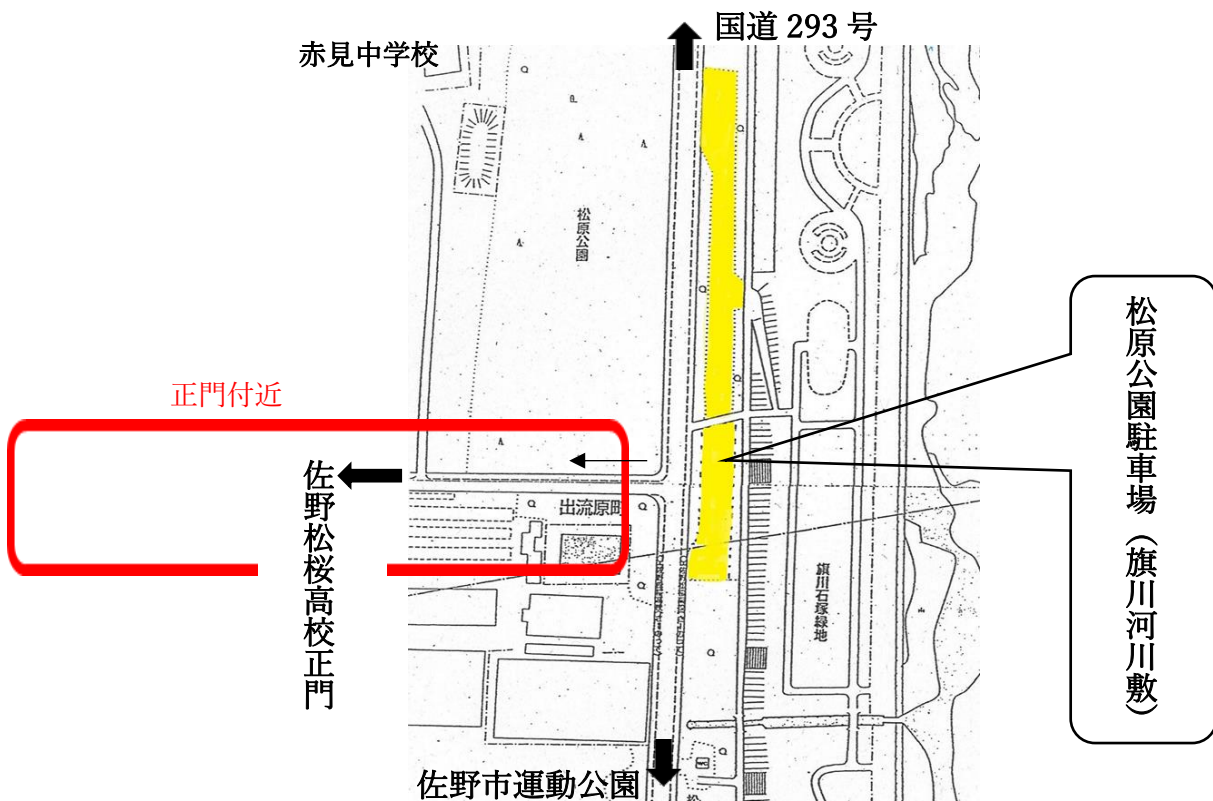 国道 293 号
赤見中学校
松原公園
松原公園駐車場（旗川河川敷）
正門付近
佐野松桜高校正門
出流原町
旗川石塚緑地
佐野市運動公園
松